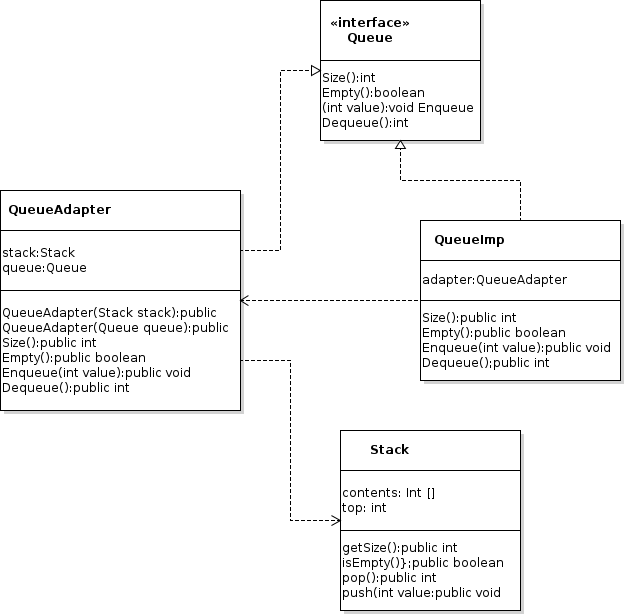 «interface»
Queue
Size():int
Empty():boolean
(int value):void Enqueue
Dequeue():int
QueueAdapter
stack:Stack
queue:Queue
QueueAdapter(Stack stack):public
QueueAdapter(Queue queue):public
Size():public int
Empty():public boolean
Enqueue(int value):public void
Dequeue():public int
QueueImp
adapter:QueueAdapter
Size():public int
Empty():public boolean
Enqueue(int value):public void
Dequeue();public int
Stack
contents: Int []
top: int
getSize():public int
isEmpty()};public boolean
pop():public int
push(int value:public void